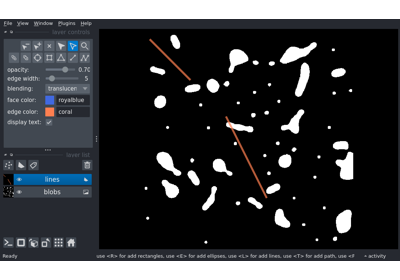 File View Window Plugins Help
layer controls
opacity: 0.70
edge width: 5
blending: translucen
face color: royalblue
edge color: coral
display text:
layer list
lines
blobs
Ready use <R> for add rectangles, use <E> for add ellipses, use <L> for add lines, use <T> for add path, use <P activity